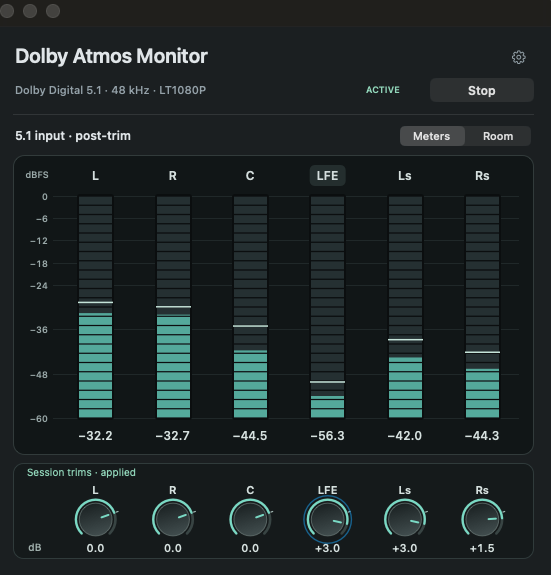 Dolby Atmos Monitor
Dolby Digital 5.1 · 48 kHz · LT1080P
ACTIVE
Stop
5.1 input · post-trim
Meters
Room
dBFS L R C LFE Ls Rs
0
−6
−12
−18
−24
−36
−48
−60
−32.2 −32.7 −44.5 −56.3 −42.0 −44.3
Session trims · applied
L R C LFE Ls Rs
dB 0.0 0.0 0.0 +3.0 +3.0 +1.5